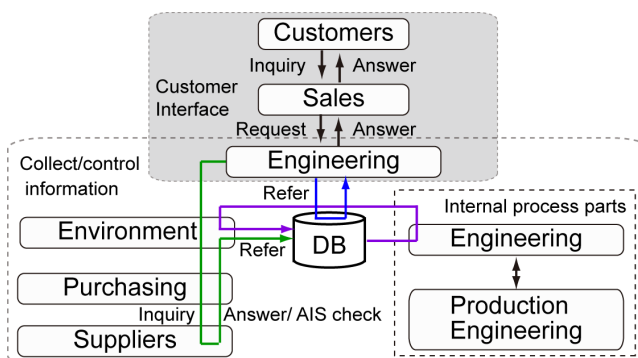 Customers
Inquiry Answer
Customer
Interface
Sales
Request Answer
Engineering
Collect/control
information
Refer
Internal process parts
Environment
DB
Engineering
Refer
Purchasing
Inquiry Answer/ AIS check
Production
Engineering
Suppliers